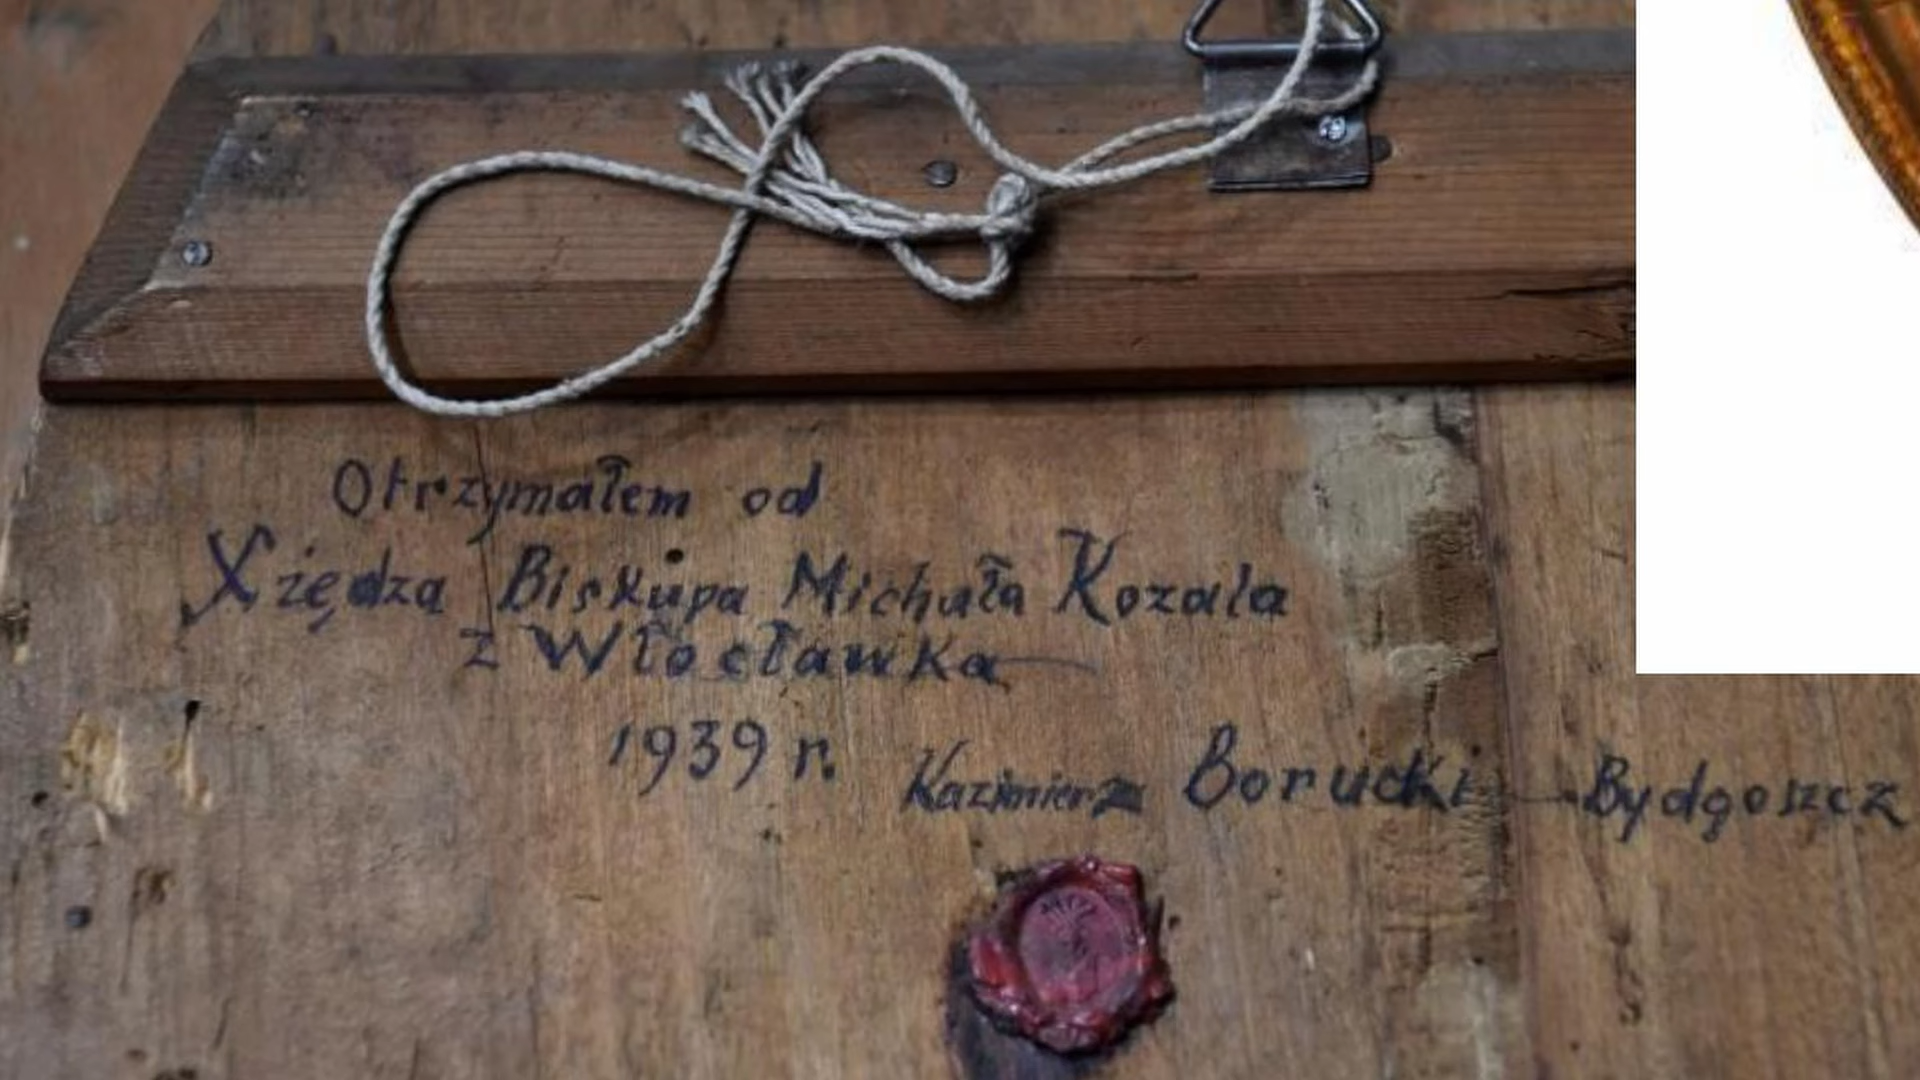 Otrzymałem od
Xiędza Biskupa Michała Kozala
z Włocławka
1939 r. Kazimierz Borucki - Bydgoszcz